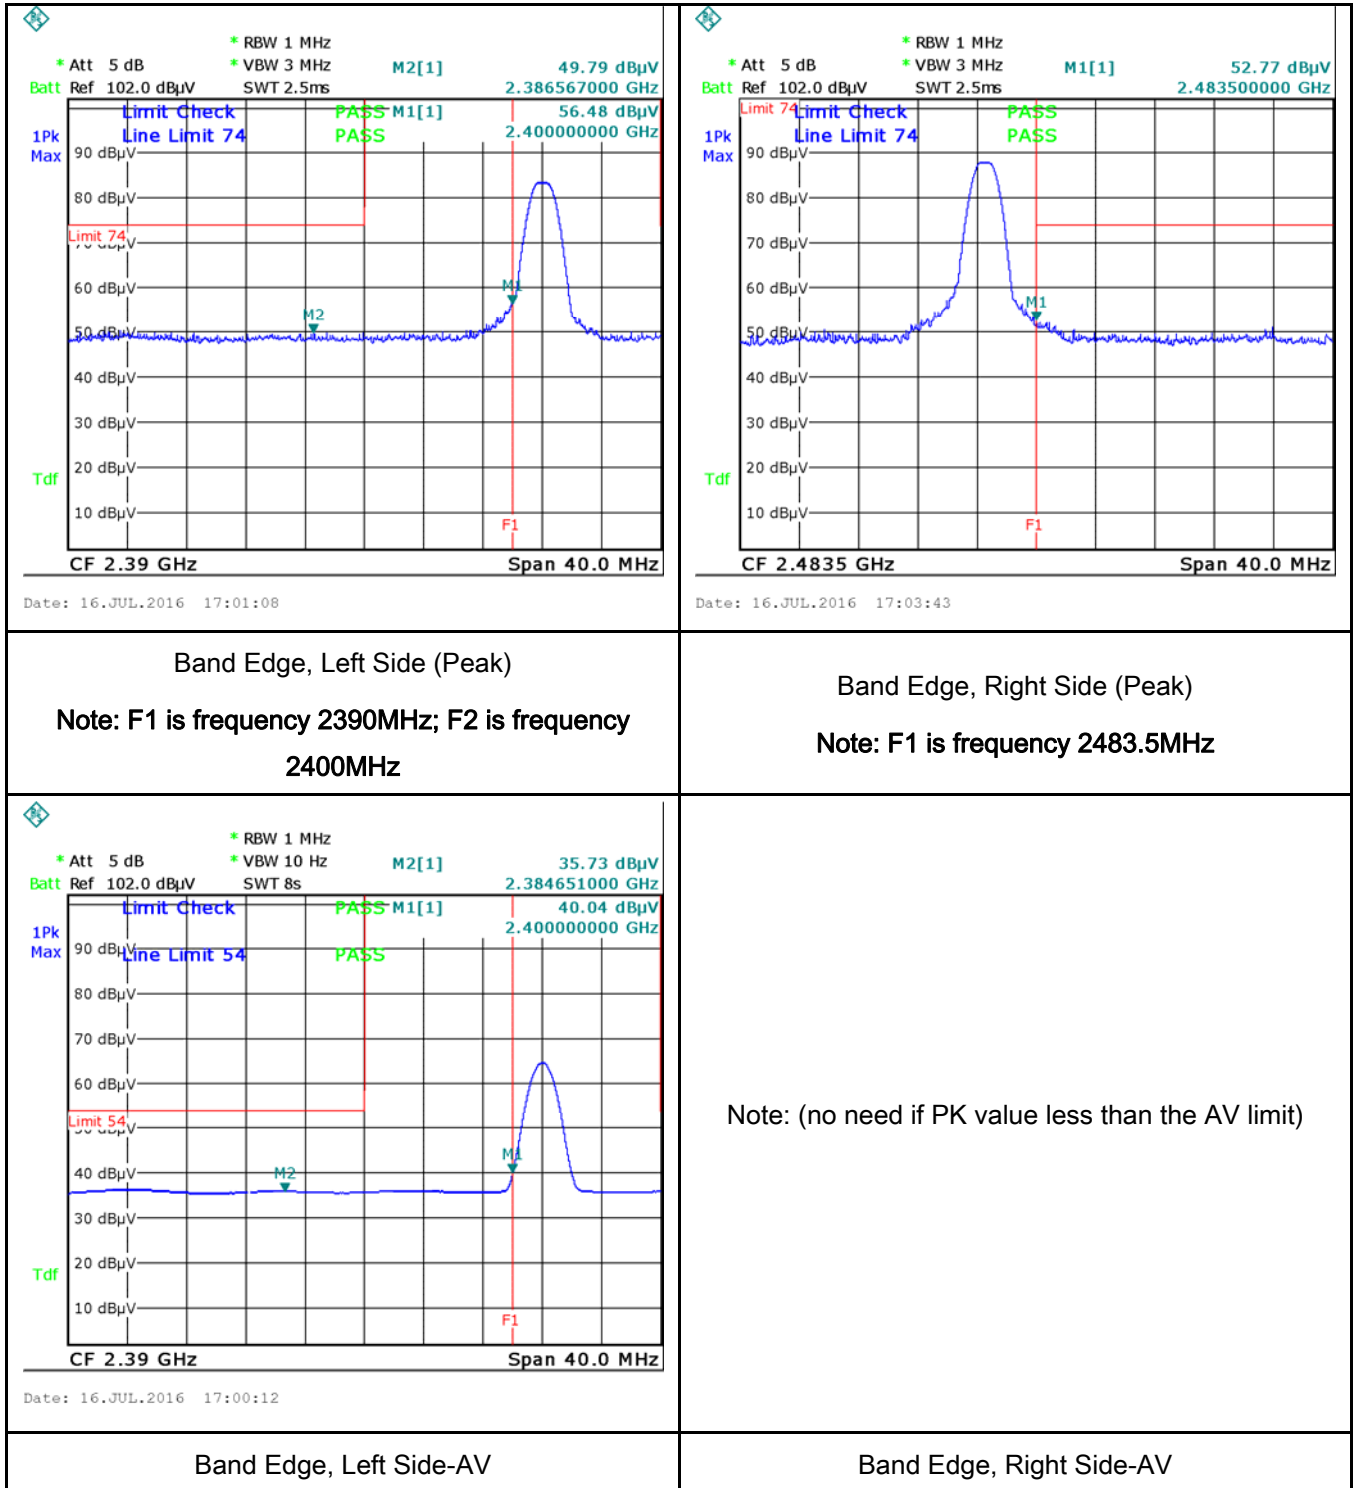 * RBW 1 MHz
* Att 5 dB * VBW 3 MHz M2[1] 49.79 dBµV
Batt Ref 102.0 dBµV SWT 2.5ms 2.386567000 GHz
Limit Check PASS M1[1] 56.48 dBµV
1Pk Line Limit 74 PASS 2.400000000 GHz
Max 90 dBµV
80 dBµV
Limit 74
70 dBµV
60 dBµV
M1
M2
50 dBµV
40 dBµV
30 dBµV
20 dBµV
Tdf
10 dBµV
F1
CF 2.39 GHz Span 40.0 MHz
Date: 16.JUL.2016 17:01:08
* RBW 1 MHz
* Att 5 dB * VBW 3 MHz M1[1] 52.77 dBµV
Batt Ref 102.0 dBµV SWT 2.5ms 2.483500000 GHz
Limit 74 Limit Check PASS
1Pk Line Limit 74 PASS
Max 90 dBµV
80 dBµV
70 dBµV
60 dBµV
M1
50 dBµV
40 dBµV
30 dBµV
20 dBµV
Tdf
10 dBµV
F1
CF 2.4835 GHz Span 40.0 MHz
Date: 16.JUL.2016 17:03:43
Band Edge, Left Side (Peak)
Note: F1 is frequency 2390MHz; F2 is frequency
2400MHz
Band Edge, Right Side (Peak)
Note: F1 is frequency 2483.5MHz
* RBW 1 MHz
* Att 5 dB * VBW 10 Hz M2[1] 35.73 dBµV
Batt Ref 102.0 dBµV SWT 8s 2.384651000 GHz
Limit Check PASS M1[1] 40.04 dBµV
1Pk 2.400000000 GHz
Max 90 dBµV Line Limit 54 PASS
80 dBµV
70 dBµV
60 dBµV
Limit 54
50 dBµV
M1
40 dBµV M2
30 dBµV
20 dBµV
Tdf
10 dBµV
F1
CF 2.39 GHz Span 40.0 MHz
Date: 16.JUL.2016 17:00:12
Note: (no need if PK value less than the AV limit)
Band Edge, Left Side-AV
Band Edge, Right Side-AV